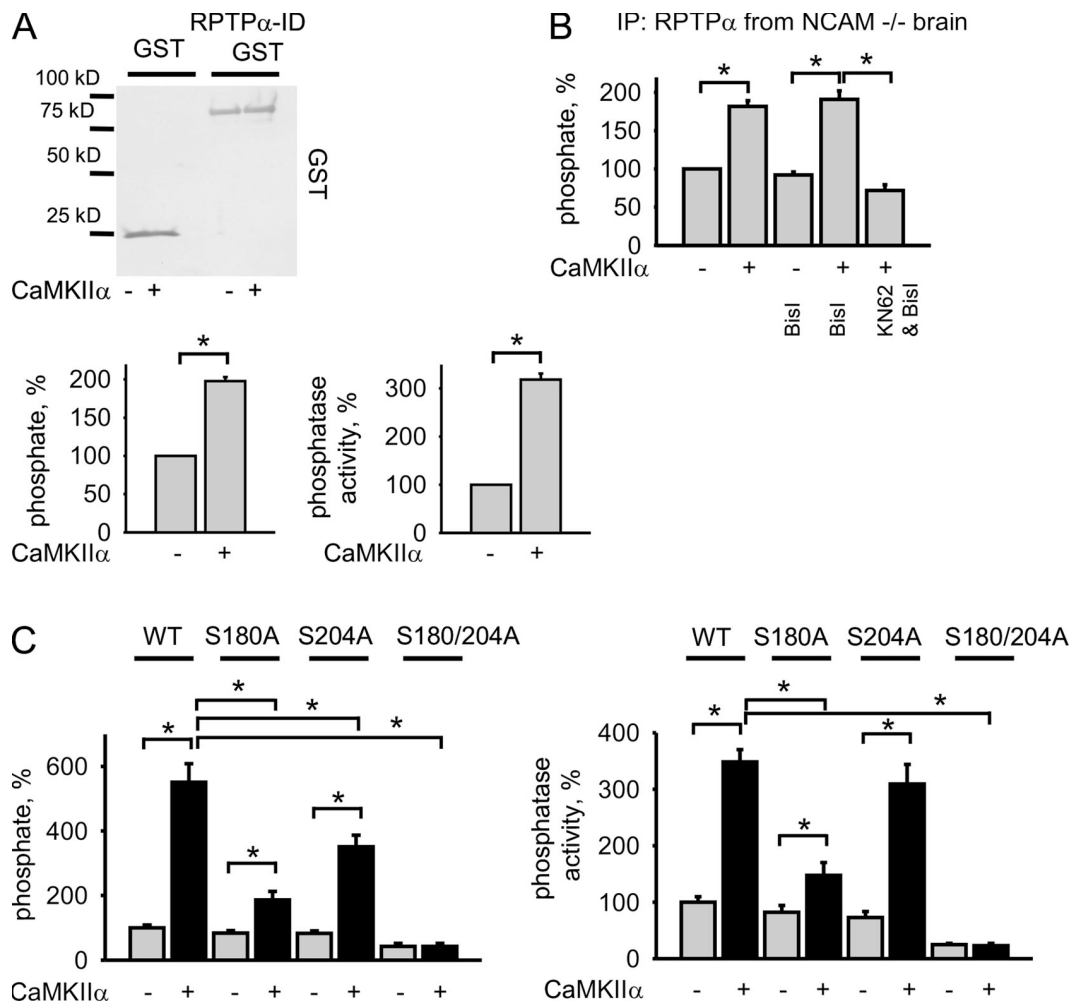 A
RPTPα-ID
GST GST
100 kD
75 kD
50 kD
25 kD
GST
CaMKIIα - + - +
phosphate, %
200
150
100
50
0
CaMKIIα - +
*
phosphatase
activity, %
300
200
100
0
CaMKIIα - +
*
B IP: RPTPα from NCAM -/- brain
phosphate, %
200
150
100
50
0
* * *
CaMKIIα - + - + +
BisI
BisI
KN62
& BisI
C
WT S180A S204A S180/204A
phosphate, %
600
400
200
0
* * * * * *
CaMKIIα - + - + - + - +
WT S180A S204A S180/204A
phosphatase
activity, %
400
300
200
100
0
* * * * *
CaMKIIα - + - + - + - +